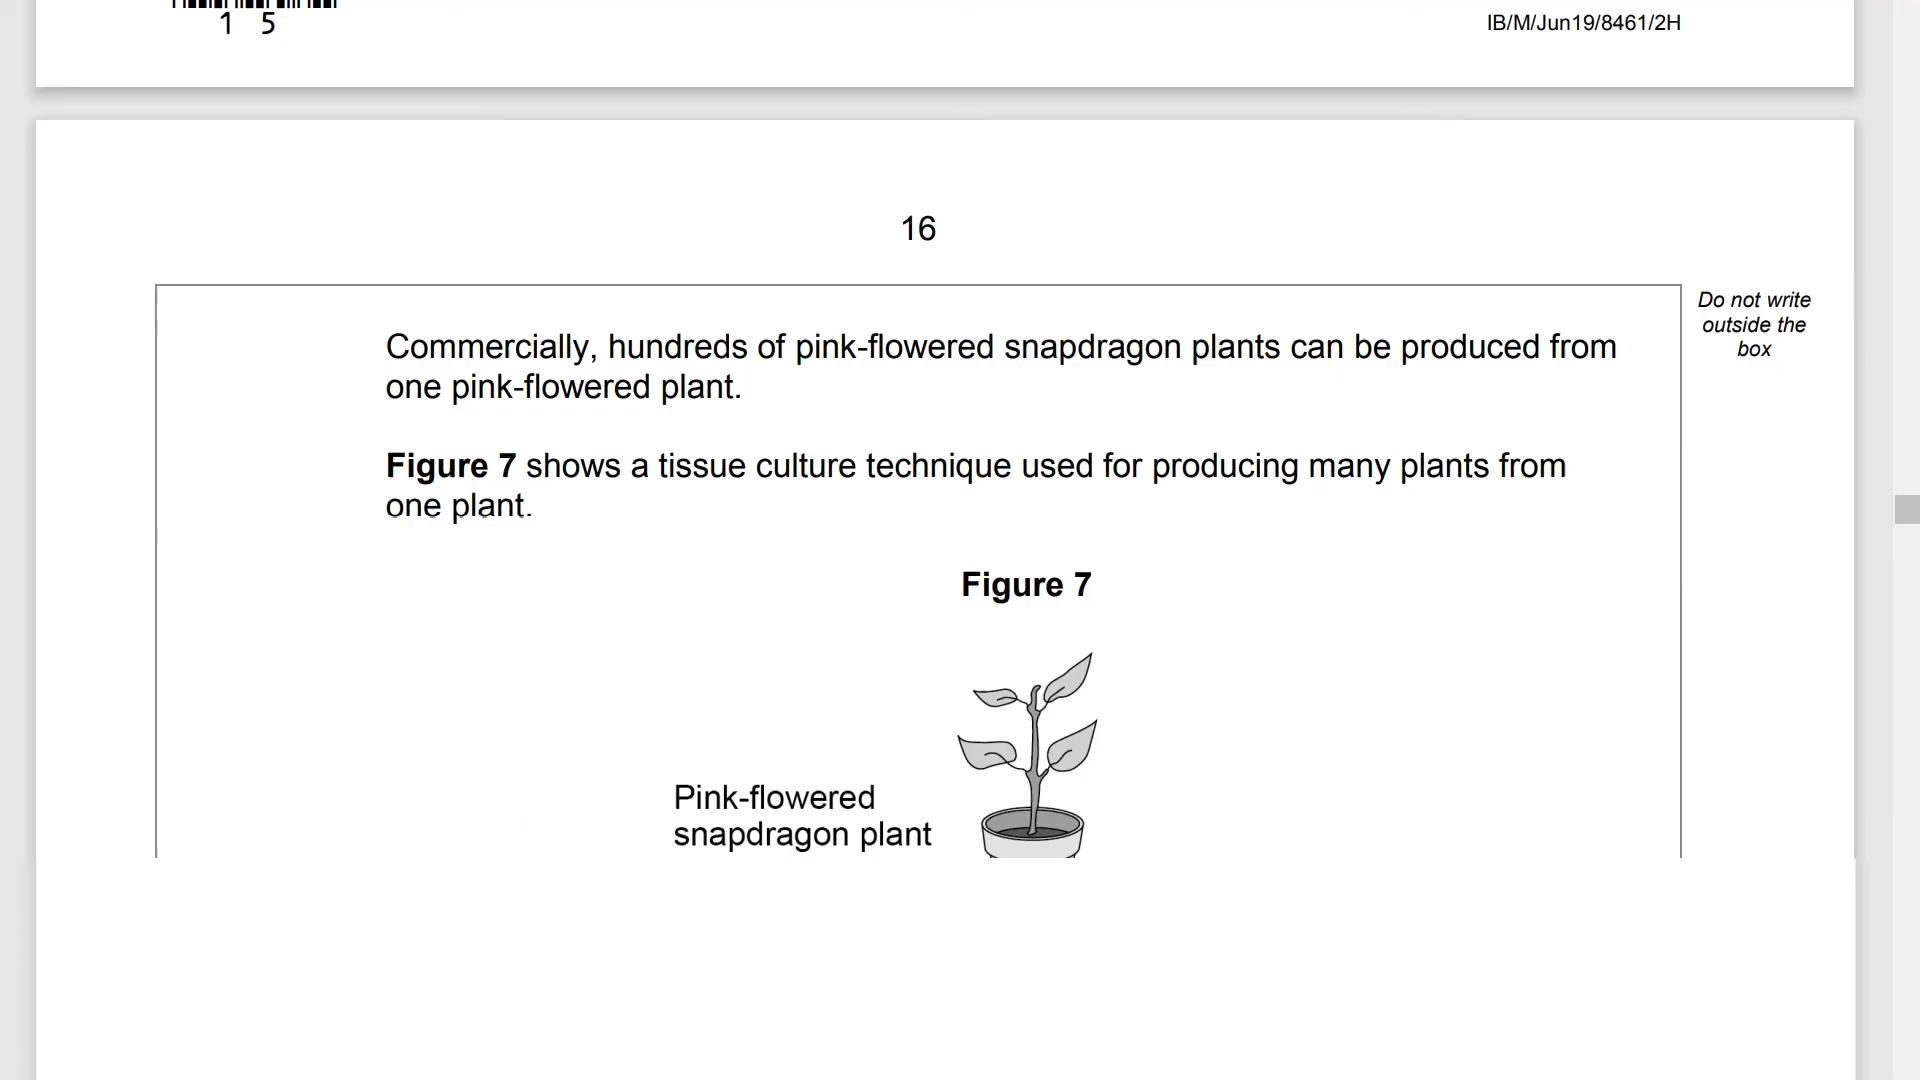 1 5
IB/M/Jun19/8461/2H
16
Do not write
outside the
box
Commercially, hundreds of pink-flowered snapdragon plants can be produced from
one pink-flowered plant.
Figure 7 shows a tissue culture technique used for producing many plants from
one plant.
Figure 7
Pink-flowered
snapdragon plant